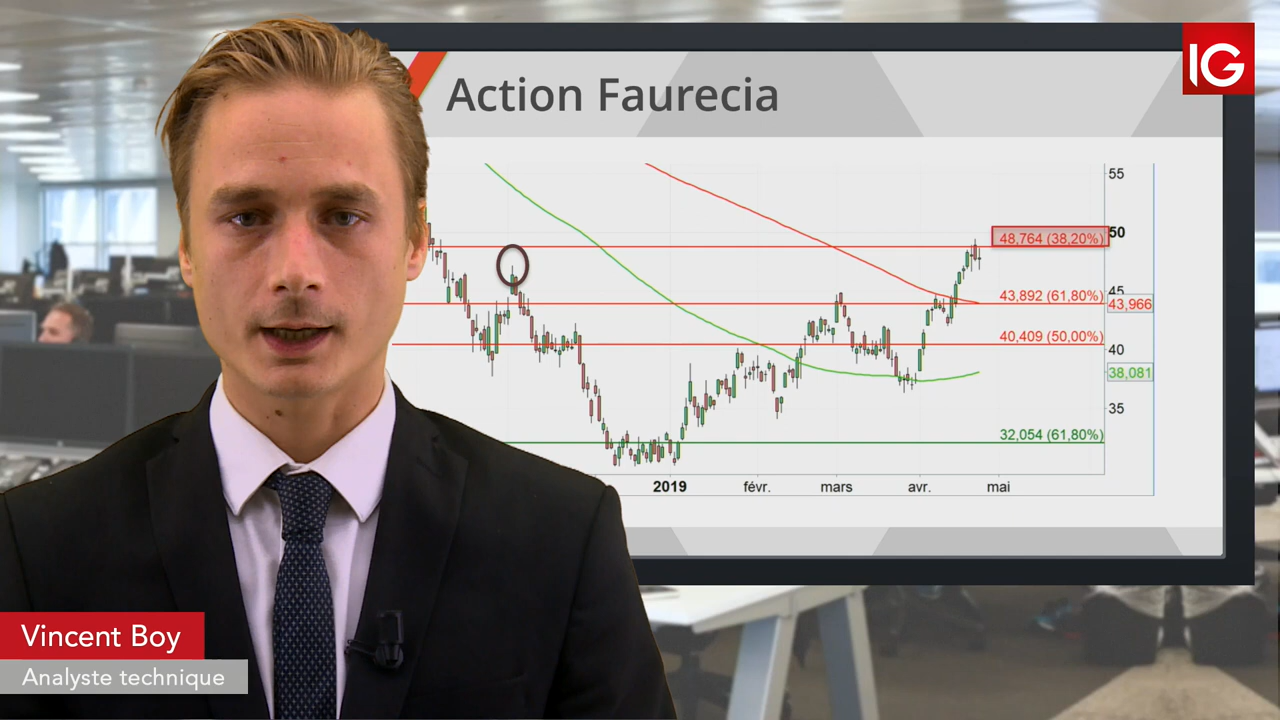 IG
Action Faurecia
55
50
48,764 (38,20%)
45
43,892 (61,80%)
43,966
40,409 (50,00%)
40
38,081
35
32,054 (61,80%)
2019 févr. mars avr. mai
Vincent Boy
Analyste technique